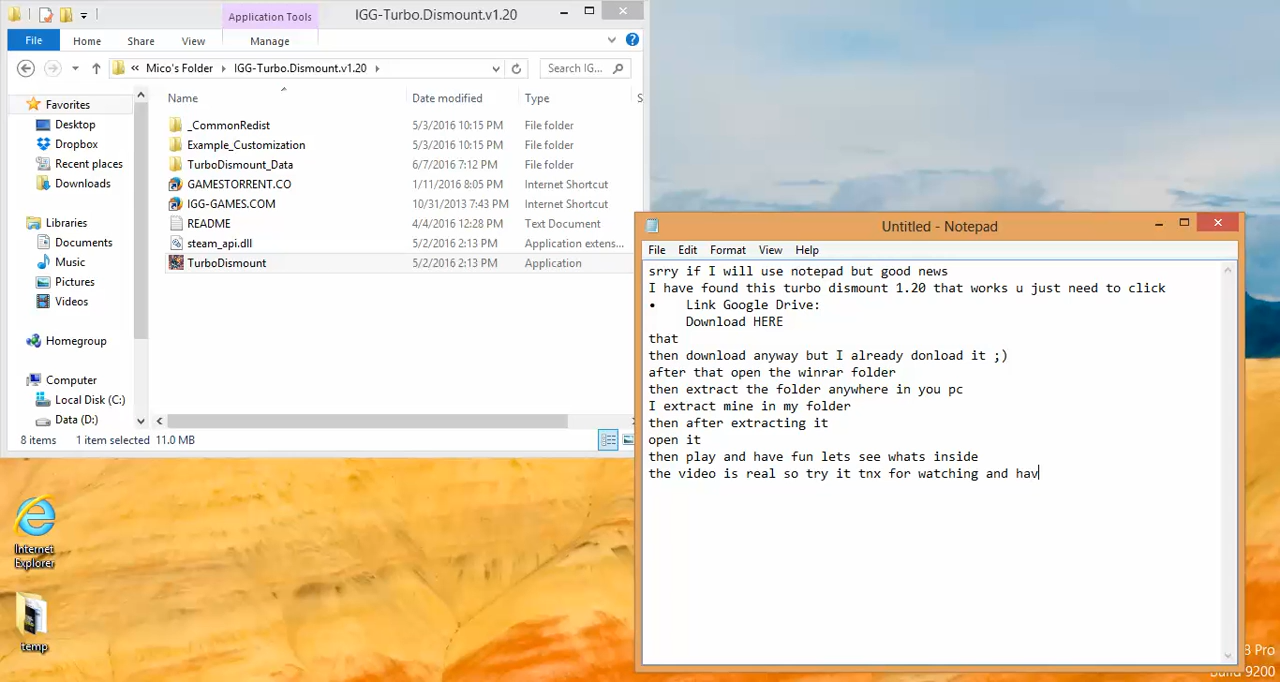 Application Tools
IGG-Turbo.Dismount.v1.20
File
Home
Share
View
Manage
« Mico's Folder
IGG-Turbo.Dismount.v1.20
Search IG...
Name
Date modified
Type
S
Favorites
Desktop
Dropbox
Recent places
Downloads
Libraries
Documents
Music
Pictures
Videos
Homegroup
Computer
Local Disk (C:)
Data (D:)
_CommonRedist 5/3/2016 10:15 PM File folder
Example_Customization 5/3/2016 10:15 PM File folder
TurboDismount_Data 6/7/2016 7:12 PM File folder
GAMESTORRENT.CO 1/11/2016 8:05 PM Internet Shortcut
IGG-GAMES.COM 10/31/2013 7:43 PM Internet Shortcut
README 4/4/2016 12:28 PM Text Document
steam_api.dll 5/2/2016 2:13 PM Application extens...
TurboDismount 5/2/2016 2:13 PM Application
8 items 1 item selected 11.0 MB
Untitled - Notepad
File Edit Format View Help
srry if I will use notepad but good news
I have found this turbo dismount 1.20 that works u just need to click
• Link Google Drive:
Download HERE
that
then download anyway but I already donload it ;)
after that open the winrar folder
then extract the folder anywhere in you pc
I extract mine in my folder
then after extracting it
open it
then play and have fun lets see whats inside
the video is real so try it tnx for watching and hav
Internet
Explorer
temp
8 Pro
Build 9200